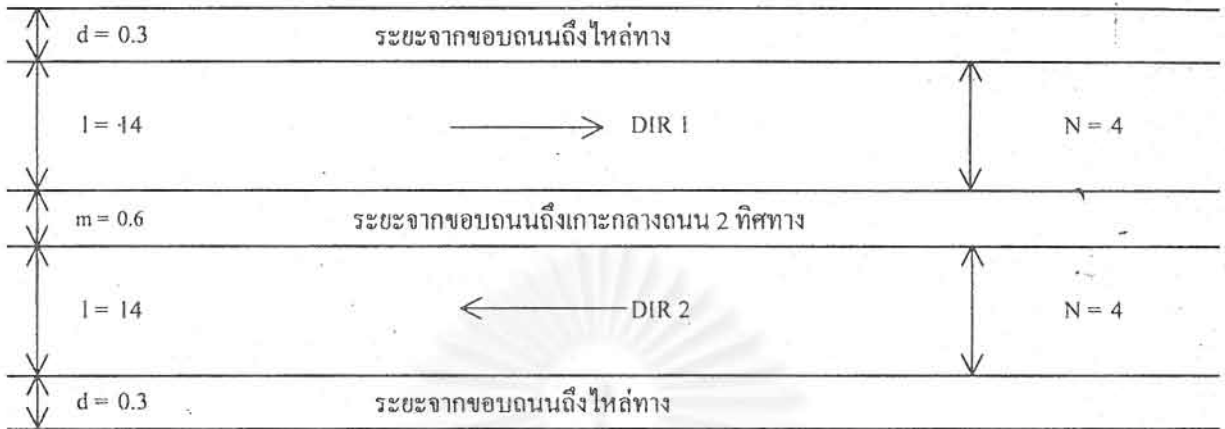 d = 0.3 ระยะจากขอบถนนถึงไหล่ทาง
l = 14 DIR 1 N = 4
m = 0.6 ระยะจากขอบถนนถึงเกาะกลางถนน 2 ทิศทาง
l = 14 DIR 2 N = 4
d = 0.3 ระยะจากขอบถนนถึงไหล่ทาง